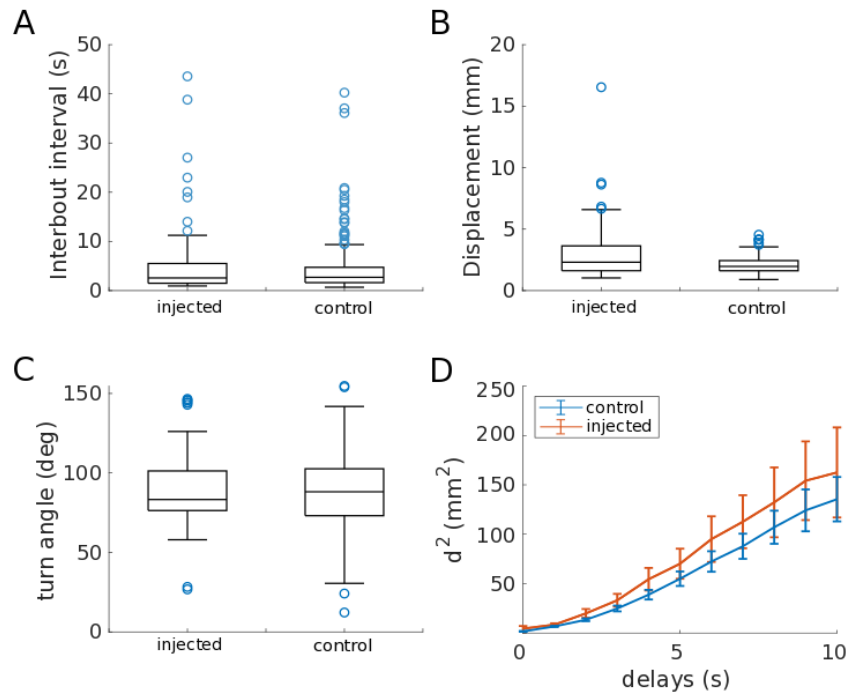 A
Interbout interval (s)
50
40
30
20
10
0
injected
control
B
Displacement (mm)
20
15
10
5
0
injected
control
C
turn angle (deg)
150
100
50
0
injected
control
D
d² (mm²)
250
200
150
100
50
control
injected
0
5
10
delays (s)